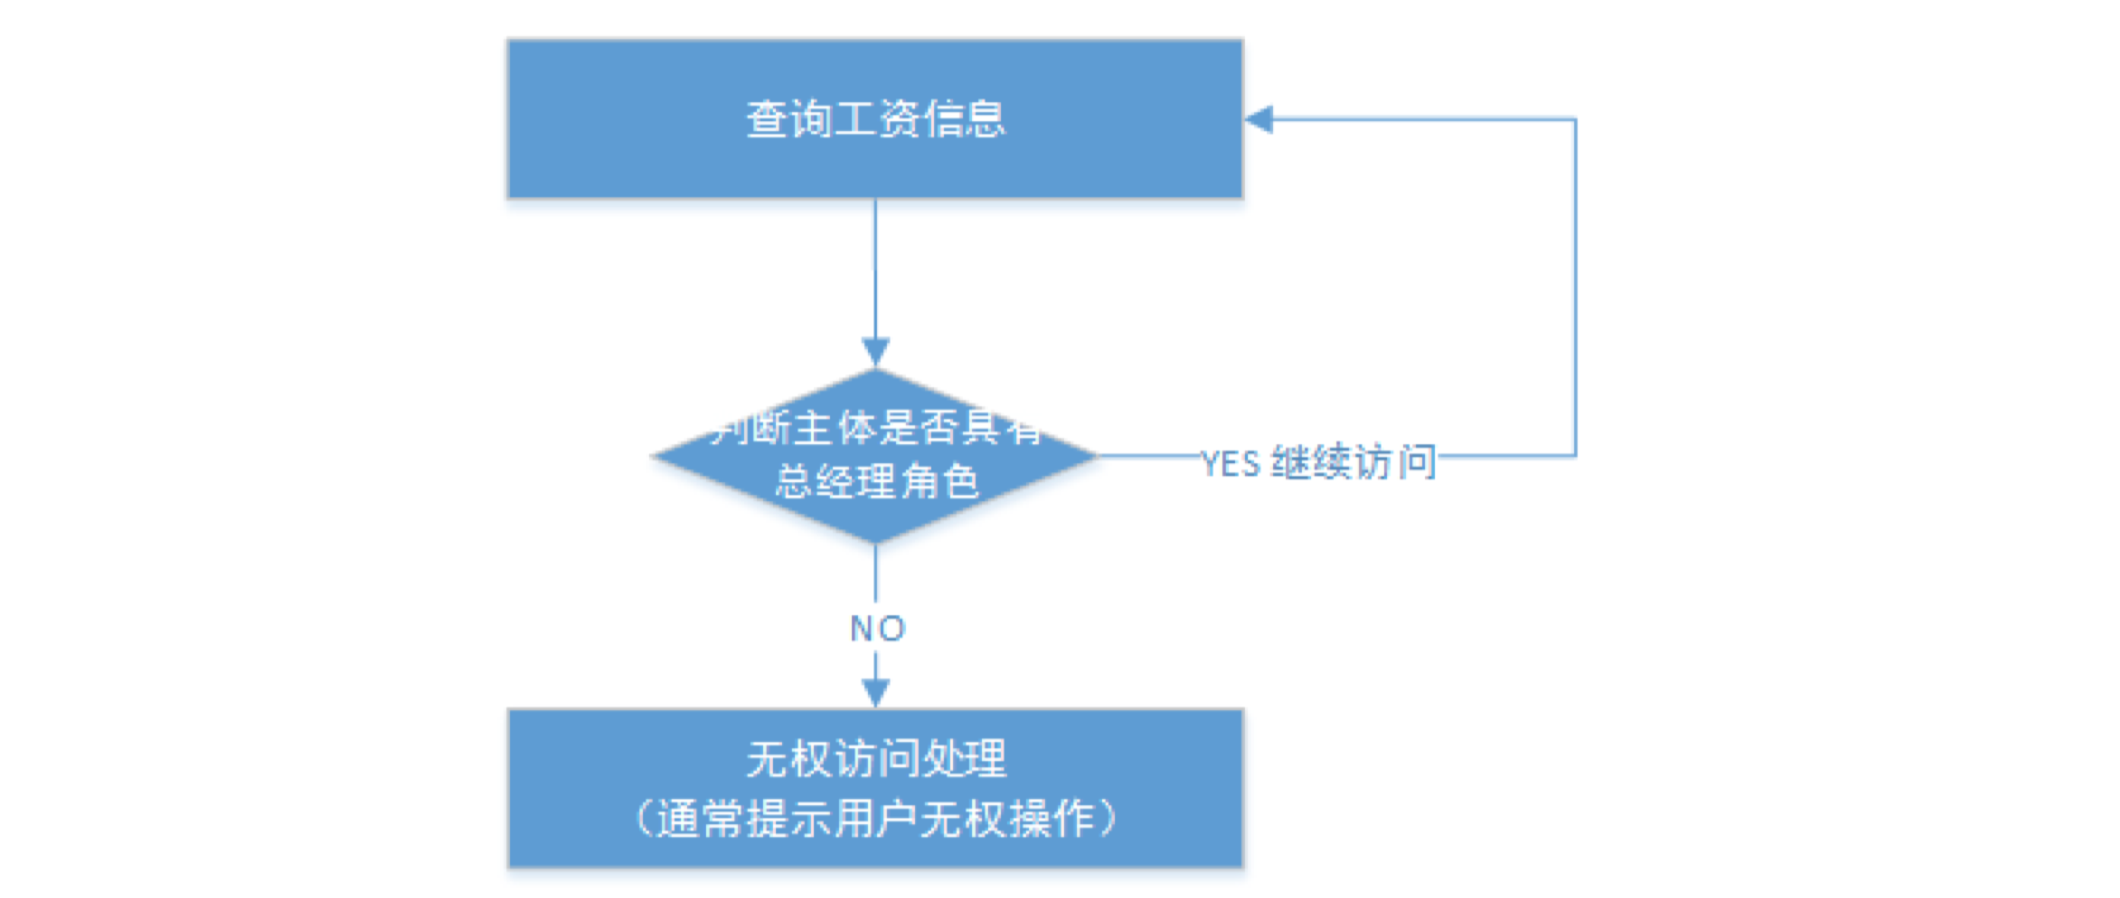 查询工资信息
判断主体是否具有
总经理角色
YES 继续访问
NO
无权访问处理
（通常提示用户无权操作）